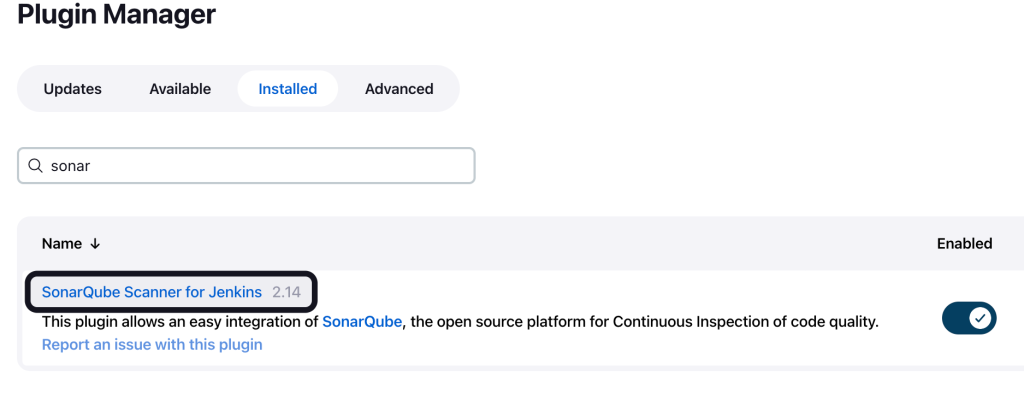 Plugin Manager
Updates Available Installed Advanced
sonar
Name ↓ Enabled
SonarQube Scanner for Jenkins 2.14
This plugin allows an easy integration of SonarQube, the open source platform for Continuous Inspection of code quality.
Report an issue with this plugin